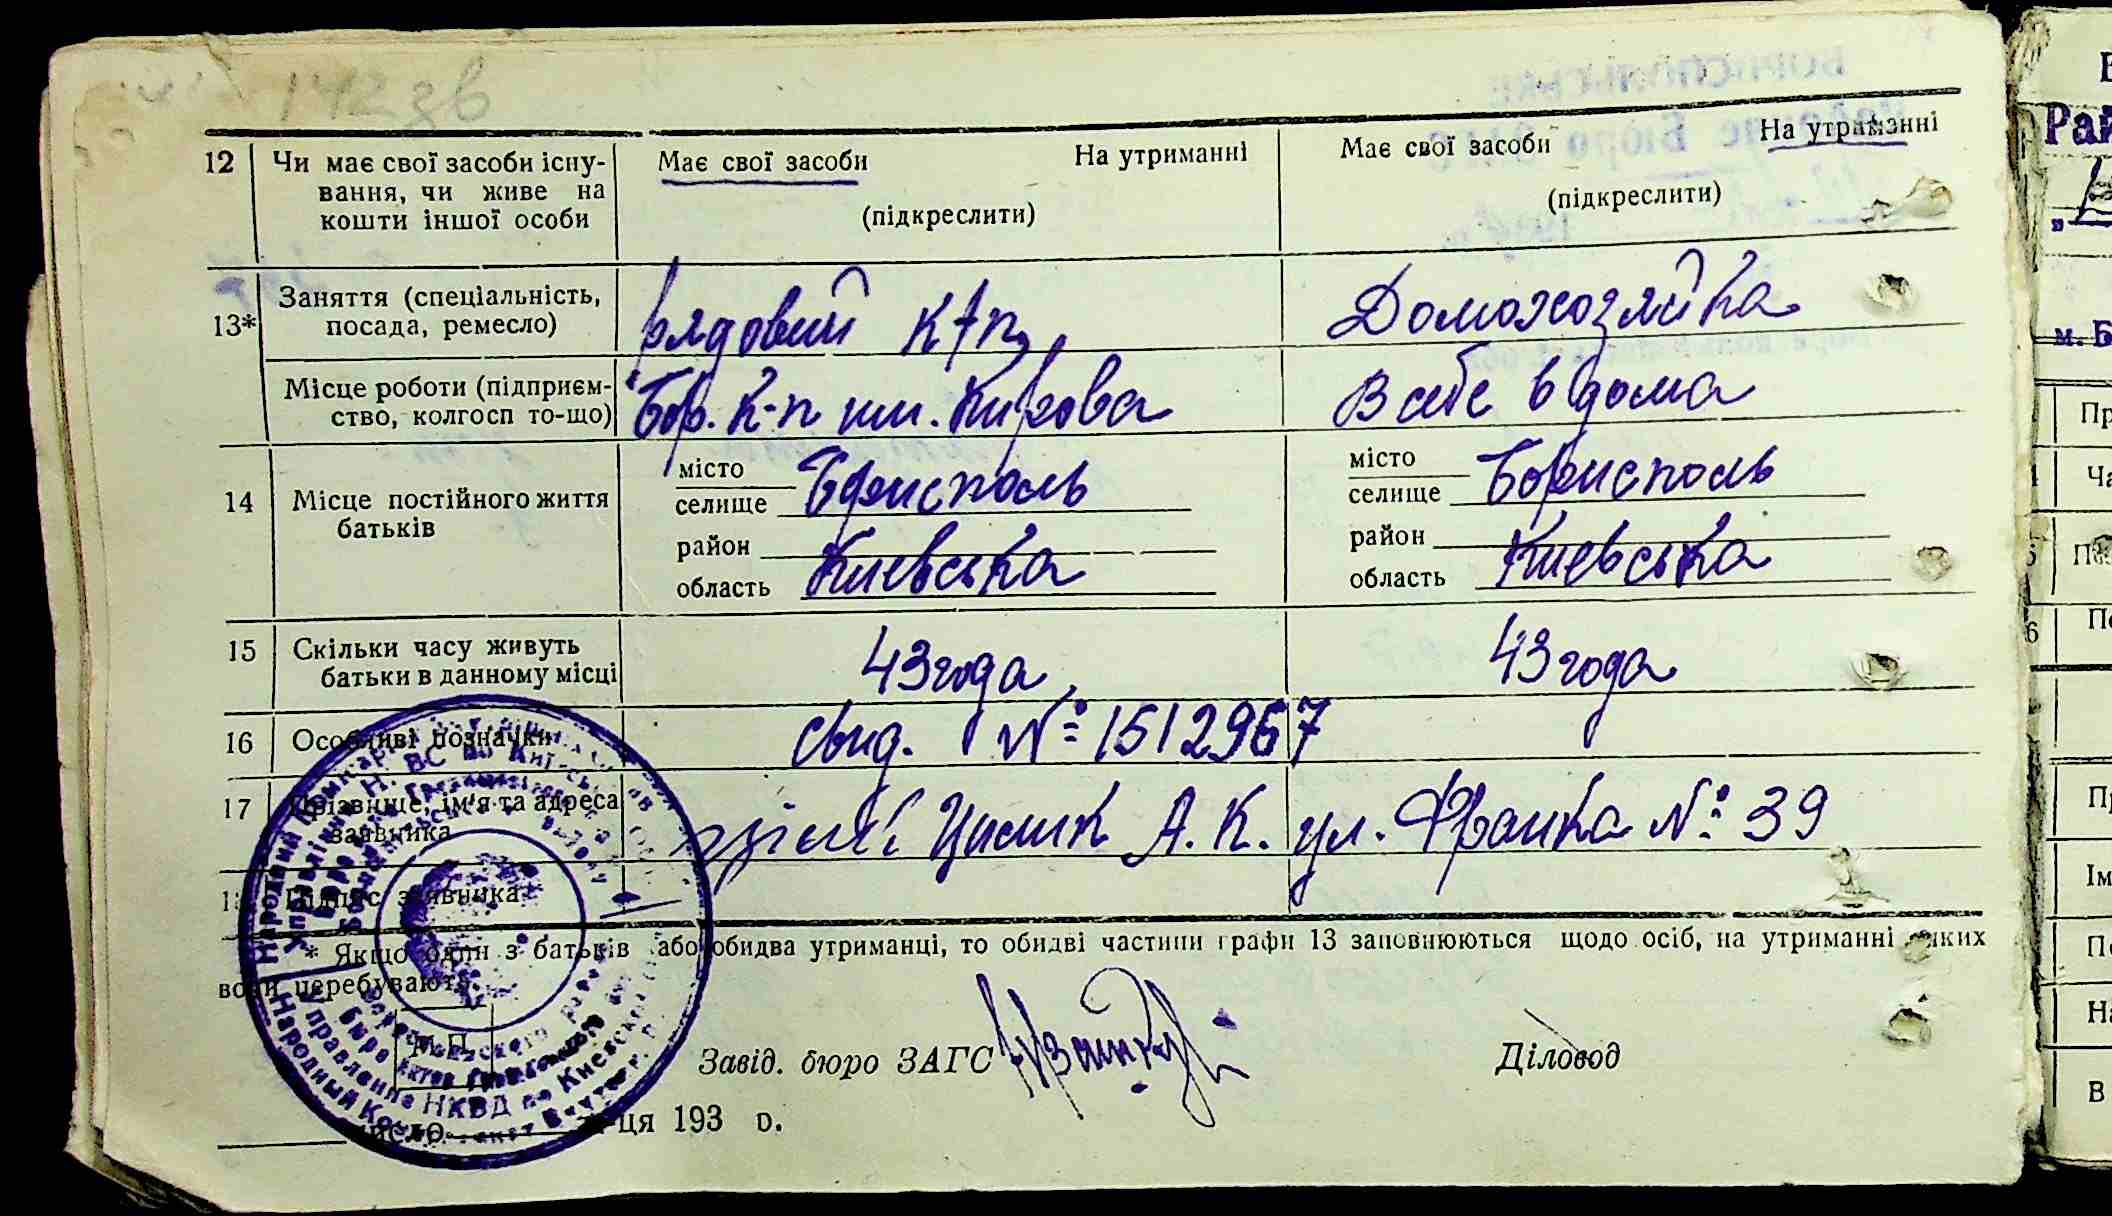 142 зв
12 Чи має свої засоби існу-
вання, чи живе на
кошти іншої особи
Має свої засоби На утриманні
(підкреслити)
Має свої засоби На утриманні
(підкреслити)
13* Заняття (спеціальність,
посада, ремесло)
рядовий
Домохозяйка
Місце роботи (підприєм-
ство, колгосп то-що)
Бор. к-п им. Кирова
В себе в дома
14 Місце постійного життя
батьків
місто
селище Борисполь
район
область Киевська
місто
селище Борисполь
район
область Киевська
15 Скільки часу живуть
батьки в данному місці
43 года
43 года
16 Особливі позначки
свид. № 1512967
17 Прізвище, ім'я та адреса
заявника
А. К. ул. Франка № 39
Підпис заявника
* Якщо один з батьків або обидва утриманці, то обидві частини графи 13 заповнюються щодо осіб, на утриманні яких
вони перебувають.
М.П.
Завід. бюро ЗАГС
Діловод
число ця 193 р.
Рай
м. Б